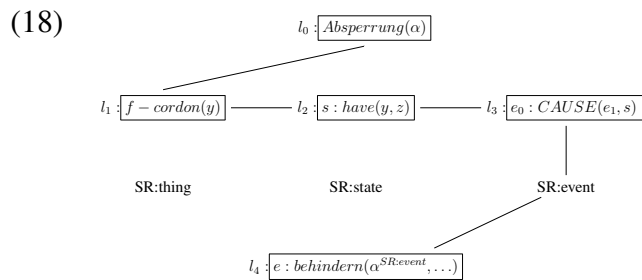 (18)
l₀ : Absperrung(α)
l₁ : f − cordon(y) l₂ : s : have(y, z) l₃ : e₀ : CAUSE(e₁, s)
SR:thing SR:state SR:event
l₄ : e : behindern(α^{SR:event}, . . .)